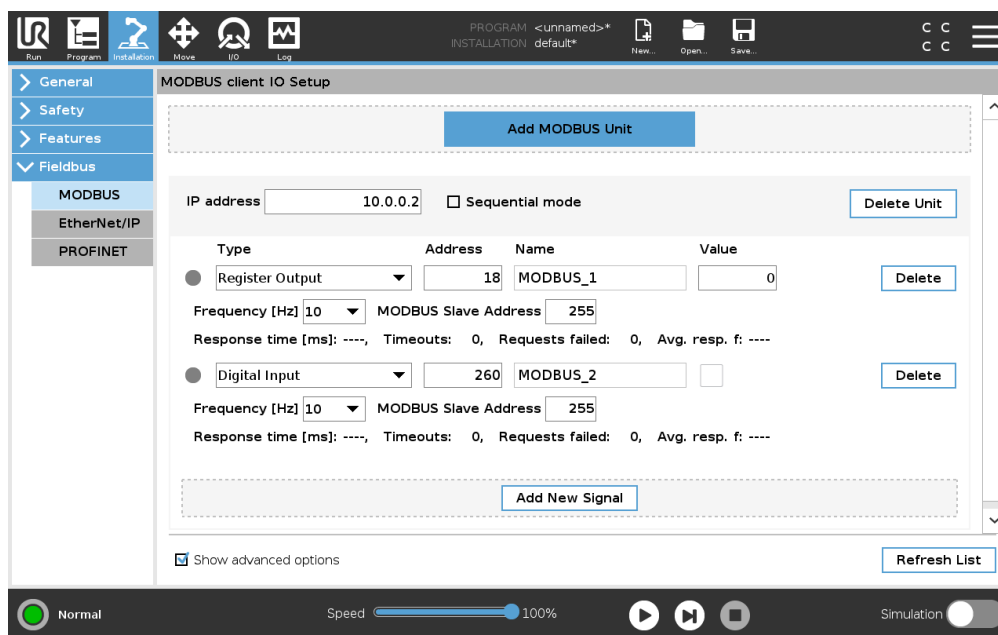 PROGRAM <unnamed>*
INSTALLATION default*
UR
Run Program Installation Move I/O Log New... Open... Save...
C C
C C
General
Safety
Features
Fieldbus
MODBUS
EtherNet/IP
PROFINET
MODBUS client IO Setup
Add MODBUS Unit
IP address 10.0.0.2 Sequential mode Delete Unit
Type Address Name Value
Register Output 18 MODBUS_1 0 Delete
Frequency [Hz] 10 MODBUS Slave Address 255
Response time [ms]: ----, Timeouts: 0, Requests failed: 0, Avg. resp. f: ----
Digital Input 260 MODBUS_2 Delete
Frequency [Hz] 10 MODBUS Slave Address 255
Response time [ms]: ----, Timeouts: 0, Requests failed: 0, Avg. resp. f: ----
Add New Signal
Show advanced options Refresh List
Normal Speed 100% Simulation